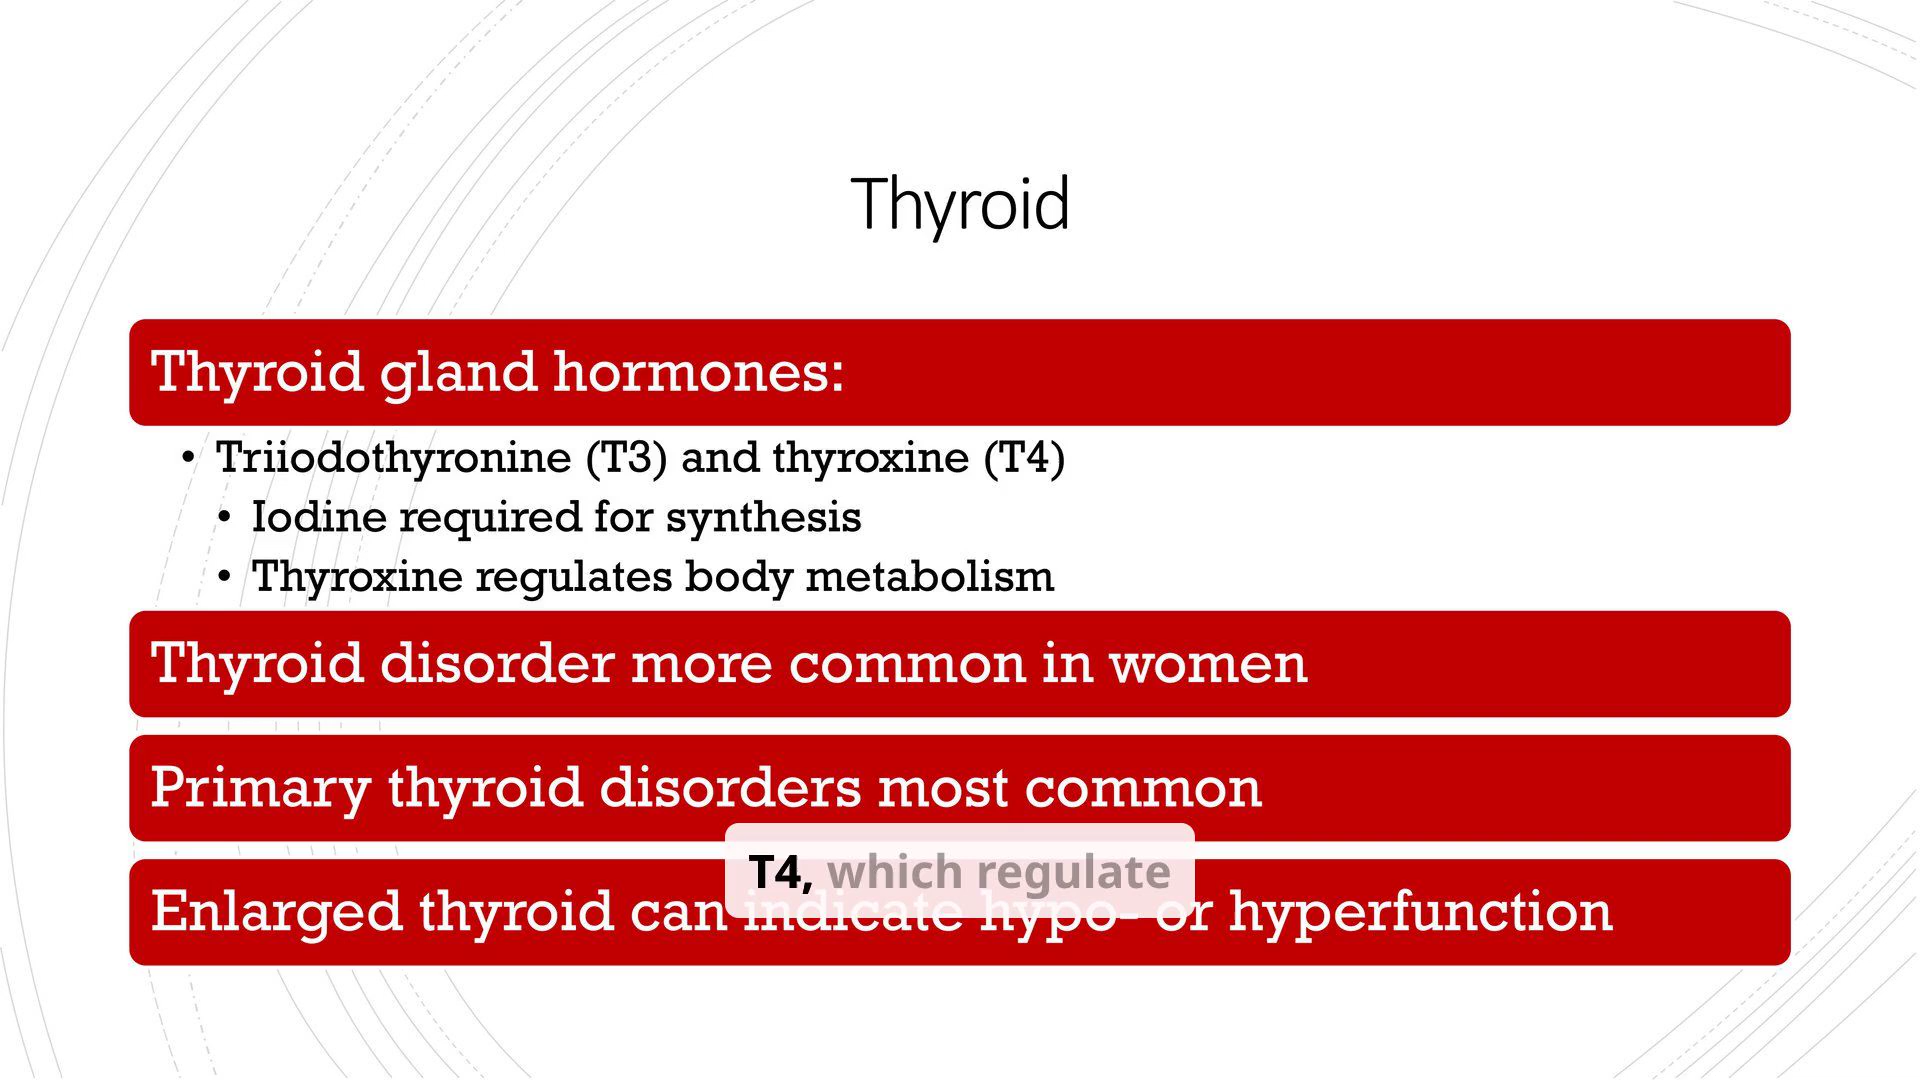 Thyroid
Thyroid gland hormones:
• Triiodothyronine (T3) and thyroxine (T4)
• Iodine required for synthesis
• Thyroxine regulates body metabolism
Thyroid disorder more common in women
Primary thyroid disorders most common
T4, which regulate
Enlarged thyroid can indicate hypo- or hyperfunction